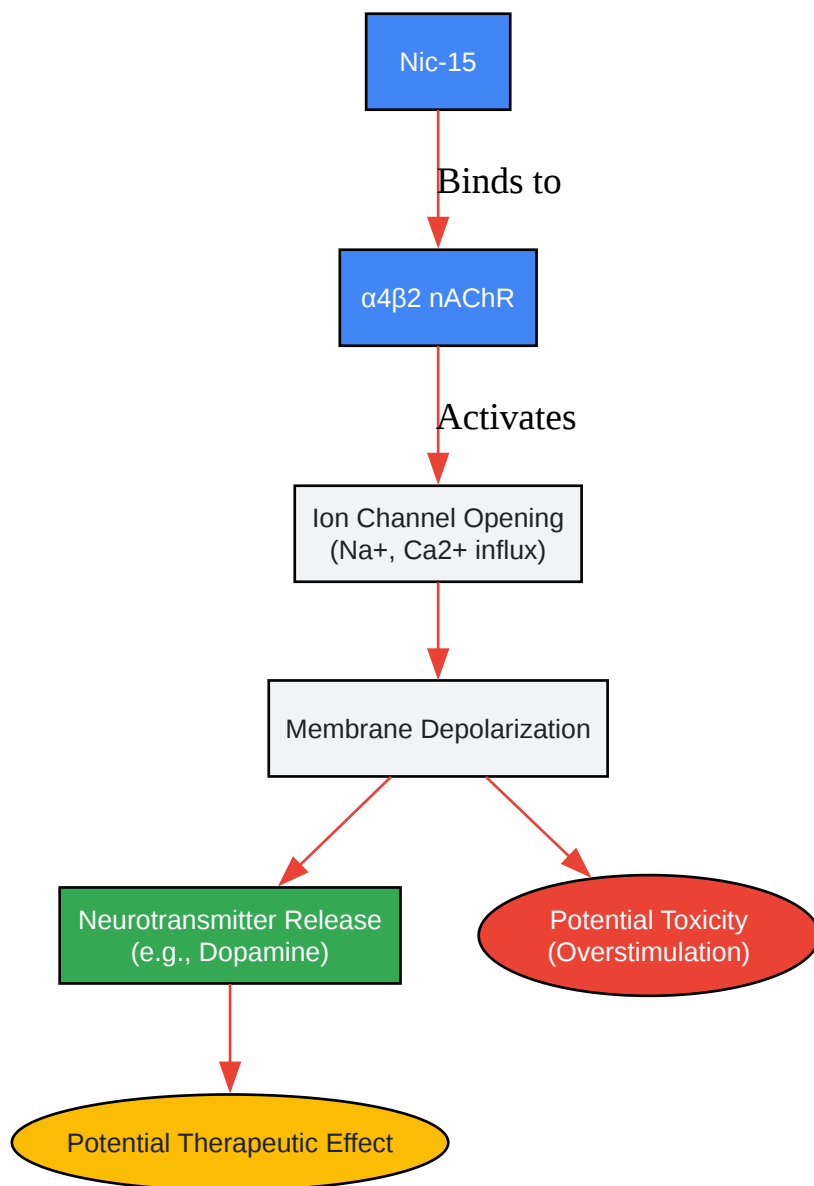 Nic-15
Binds to
α4β2 nAChR
Activates
Ion Channel Opening
(Na+, Ca2+ influx)
Membrane Depolarization
Neurotransmitter Release
(e.g., Dopamine)
Potential Toxicity
(Overstimulation)
Potential Therapeutic Effect